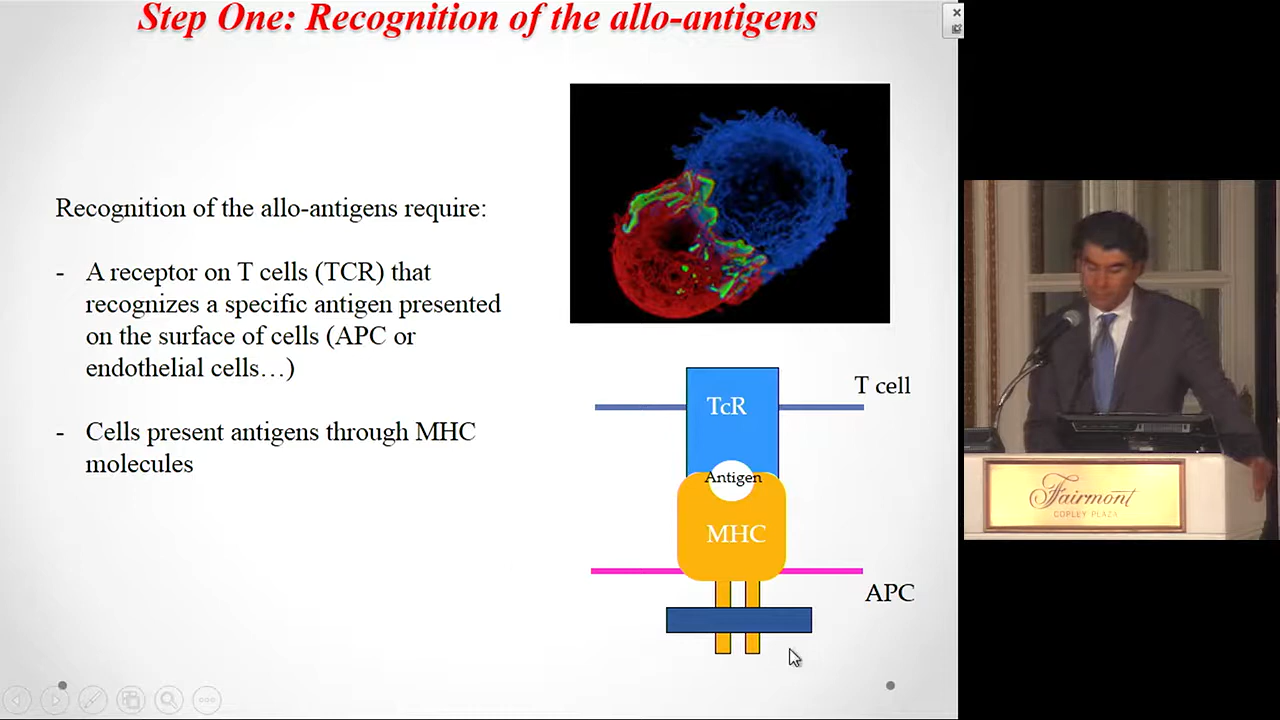 Step One: Recognition of the allo-antigens
Recognition of the allo-antigens require:
- A receptor on T cells (TCR) that
recognizes a specific antigen presented
on the surface of cells (APC or
endothelial cells…)
- Cells present antigens through MHC
molecules
T cell
TcR
Antigen
MHC
APC
Fairmont
COPLEY PLAZA